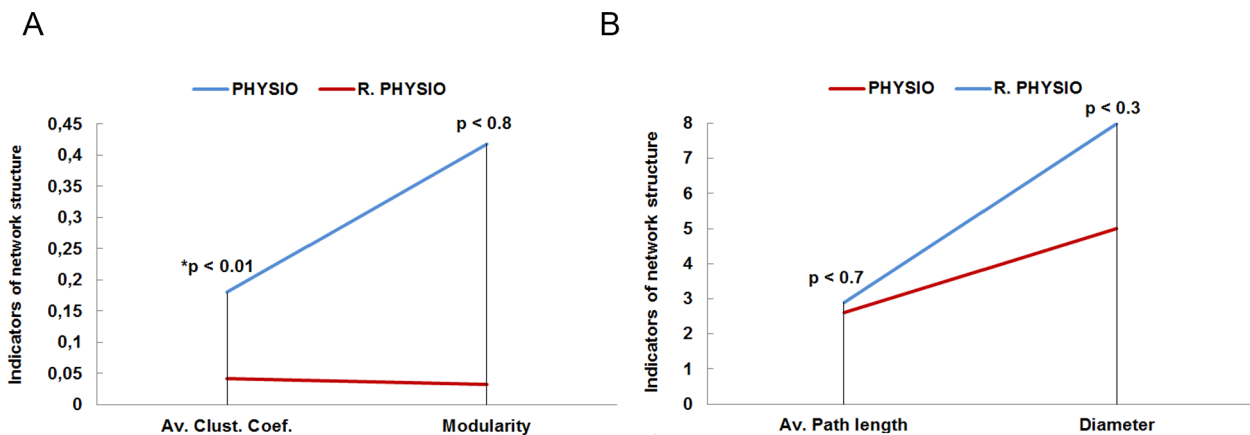 A
B
PHYSIO R. PHYSIO
PHYSIO R. PHYSIO
Indicators of network structure
0,45
0,4
0,35
0,3
0,25
0,2
0,15
0,1
0,05
0
*p < 0.01
p < 0.8
Av. Clust. Coef. Modularity
Indicators of network structure
8
7
6
5
4
3
2
1
0
p < 0.7
p < 0.3
Av. Path length Diameter